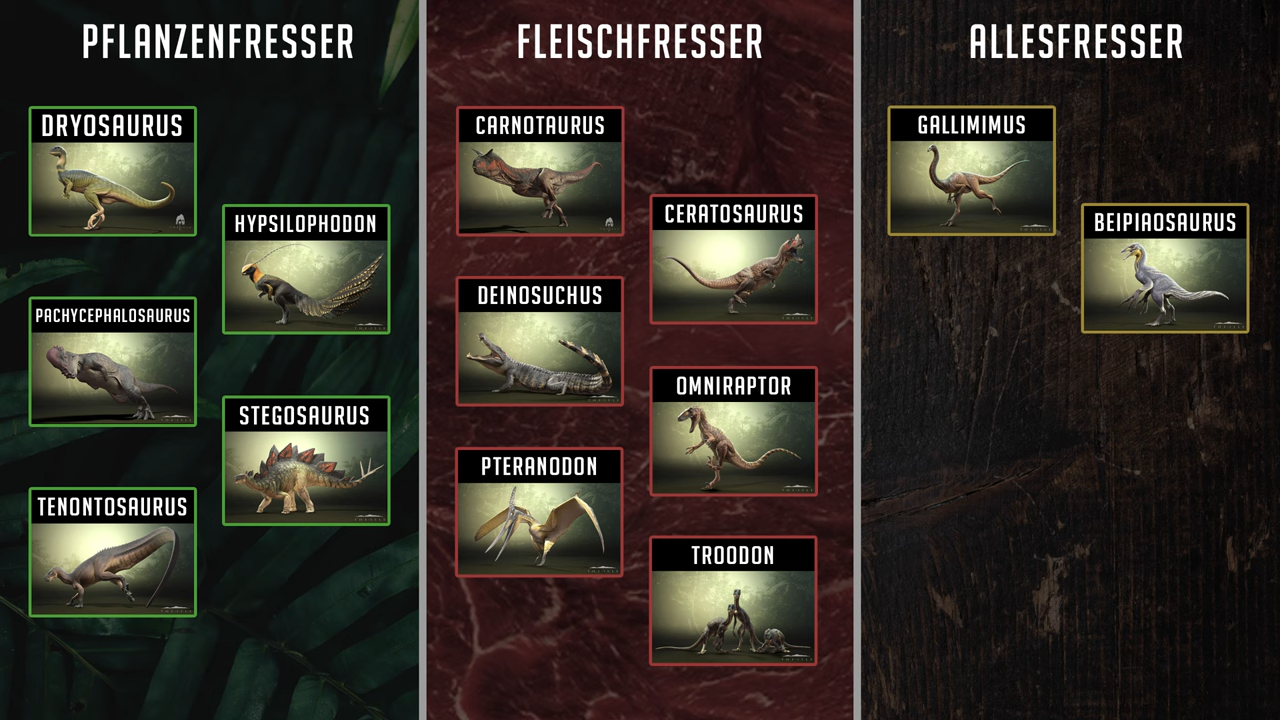 PFLANZENFRESSER
DRYOSAURUS
HYPSILOPHODON
PACHYCEPHALOSAURUS
STEGOSAURUS
TENONTOSAURUS
FLEISCHFRESSER
CARNOTAURUS
CERATOSAURUS
DEINOSUCHUS
OMNIRAPTOR
PTERANODON
TROODON
ALLESFRESSER
GALLIMIMUS
BEIPIAOSAURUS